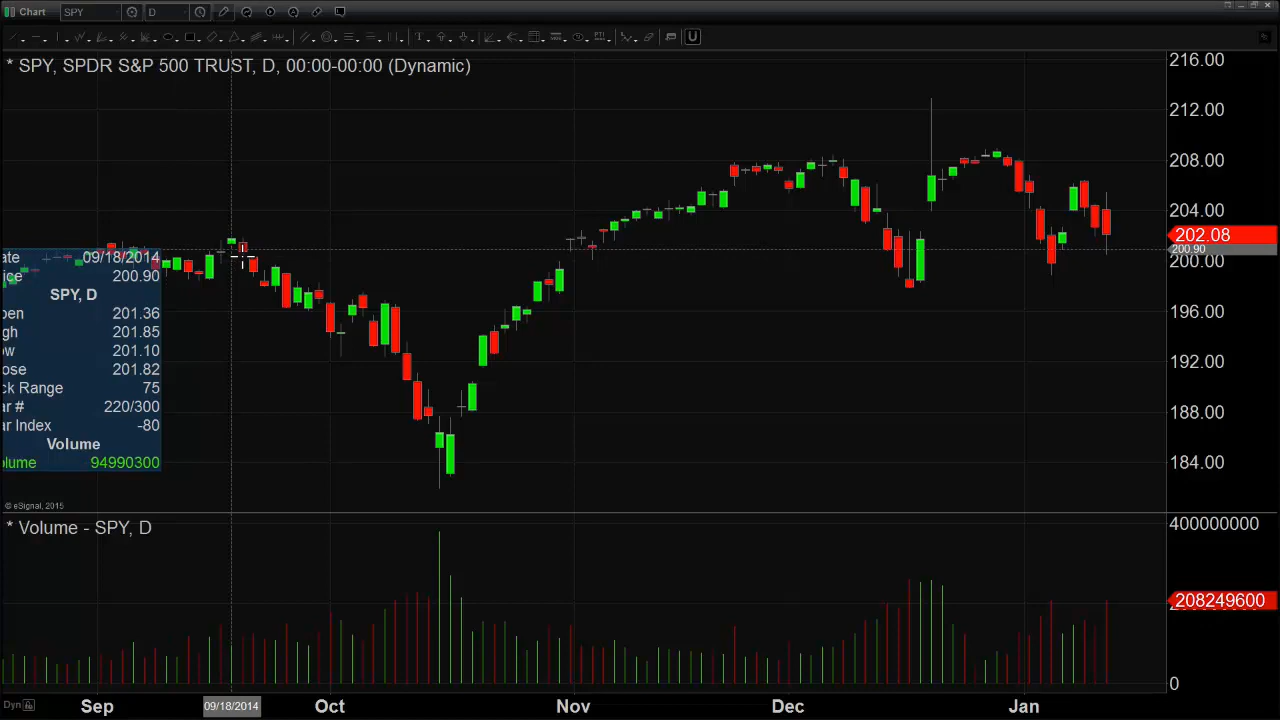 Chart SPY D
* SPY, SPDR S&P 500 TRUST, D, 00:00-00:00 (Dynamic)
216.00
212.00
208.00
204.00
202.08
200.90
200.00
196.00
192.00
188.00
184.00
ate 09/18/2014
ice 200.90
SPY, D
pen 201.36
gh 201.85
ow 201.10
ose 201.82
ck Range 75
ar # 220/300
ar Index -80
Volume
olume 94990300
© eSignal, 2015
* Volume - SPY, D
400000000
208249600
0
Dyn Sep 09/18/2014 Oct Nov Dec Jan